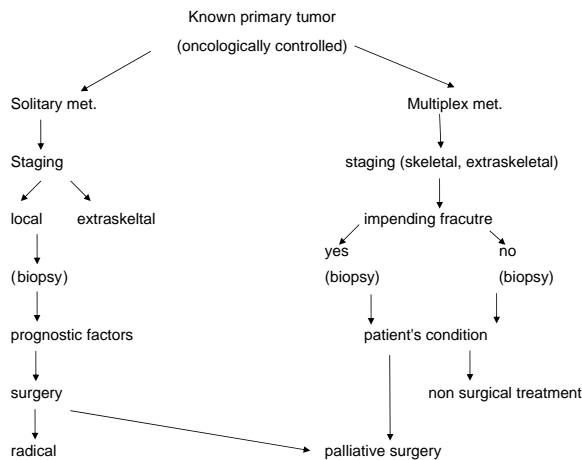 Known primary tumor
(oncologically controlled)
Solitary met.
Multiplex met.
Staging
staging (skeletal, extraskeletal)
local
extraskeltal
impending fracutre
yes
no
(biopsy)
(biopsy)
(biopsy)
prognostic factors
patient's condition
surgery
non surgical treatment
radical
palliative surgery